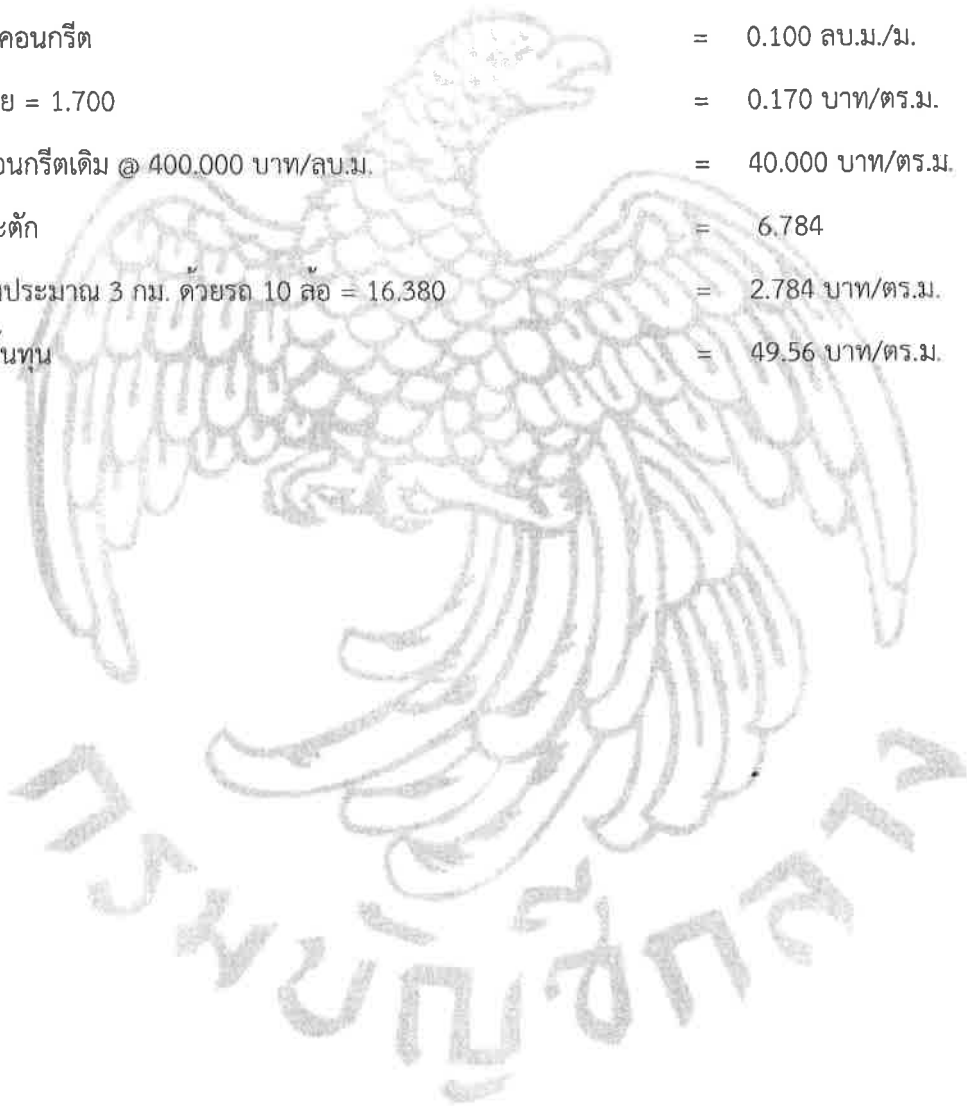 คอนกรีต = 0.100 ลบ.ม./ม.
ย = 1.700 = 0.170 บาท/ตร.ม.
อนกรีตเดิม @ 400.000 บาท/ลบ.ม. = 40.000 บาท/ตร.ม.
ะตัก = 6.784
งประมาณ 3 กม. ด้วยรถ 10 ล้อ = 16.380 = 2.784 บาท/ตร.ม.
้นทุน = 49.56 บาท/ตร.ม.
กรมบัญชีกลาง